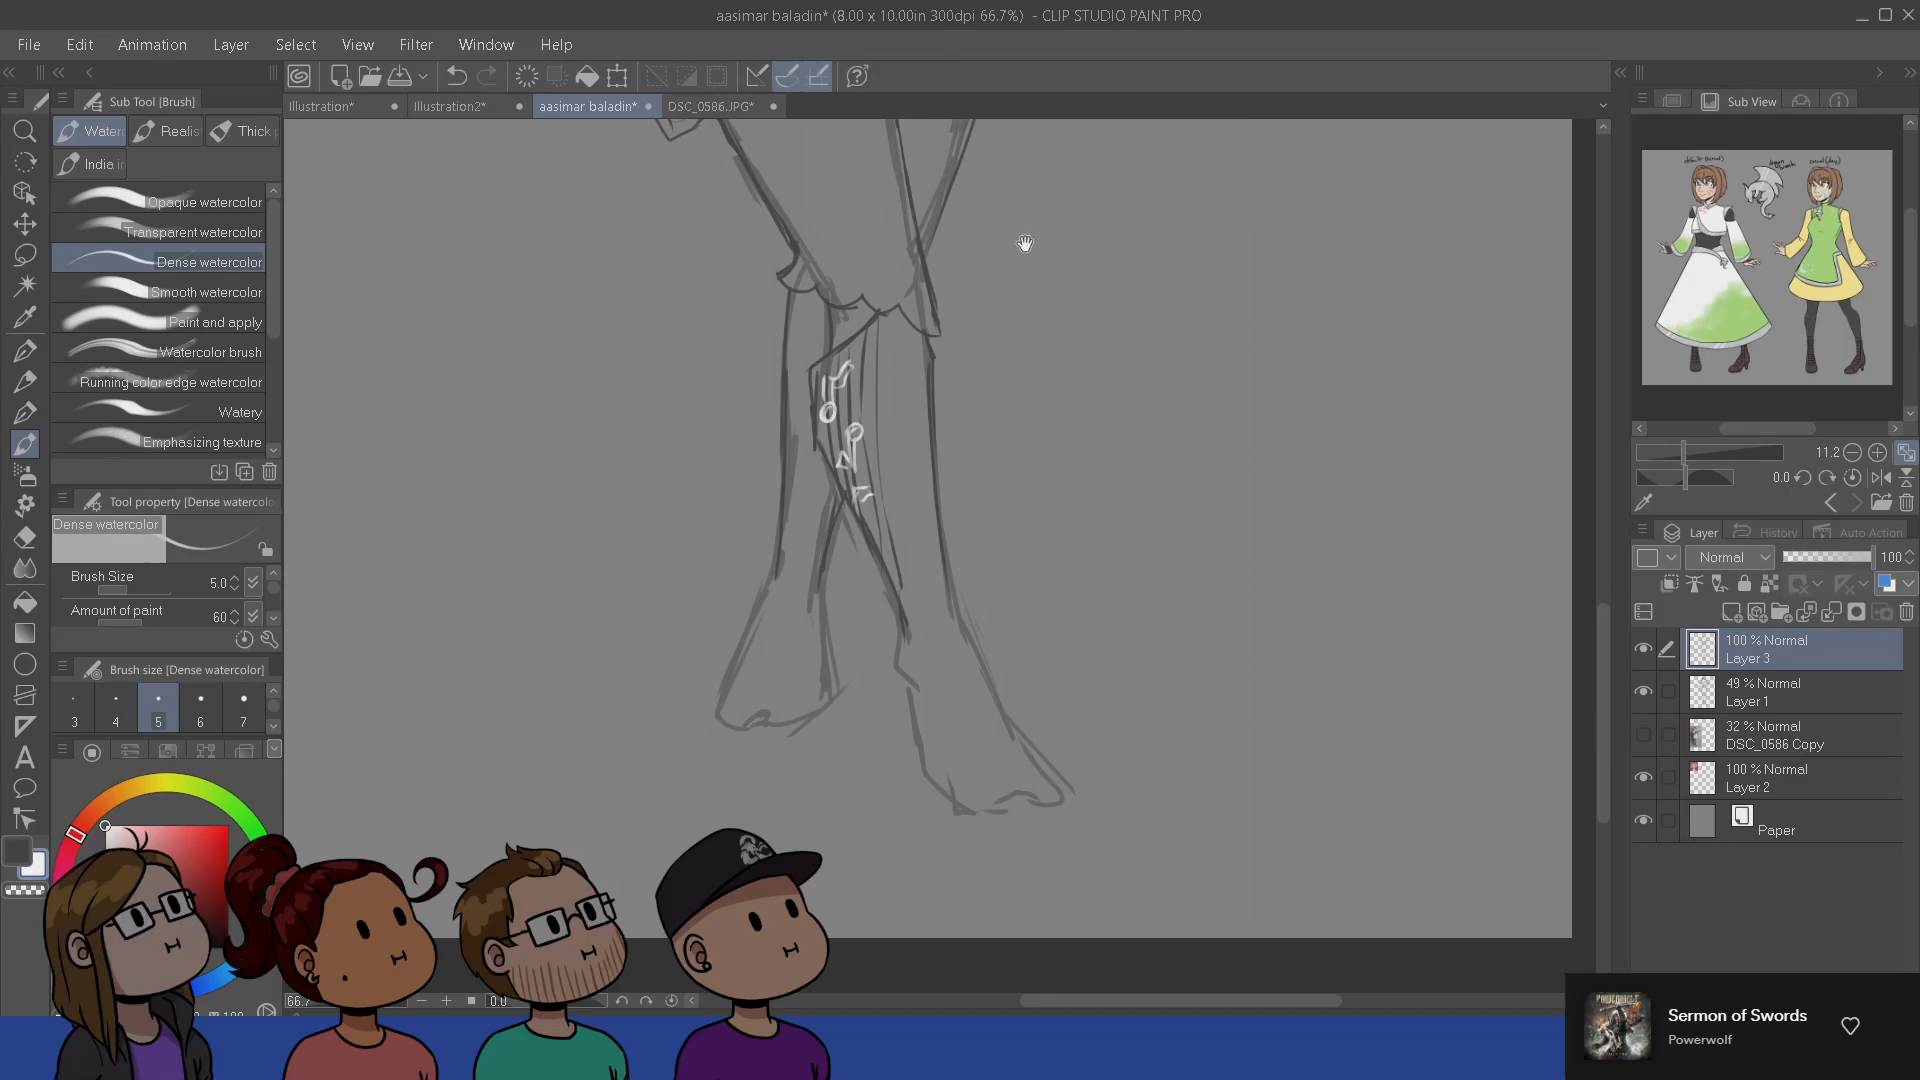 aasimar baladin* (8.00 x 10.00in 300dpi 66.7%) - CLIP STUDIO PAINT PRO
File Edit Animation Layer Select View Filter Window Help
Sub Tool [Brush]
Illustration* Illustration2* aasimar baladin* DSC_0586.JPG*
Sub View
Waterc Realis Thick
India in
Opaque watercolor
Transparent watercolor
Dense watercolor
Smooth watercolor
Paint and apply
Watercolor brush
Running color edge watercolor
Watery
Emphasizing texture
11.2
0.0
Tool property [Dense watercolo
Dense watercolor
Brush Size 5.0
Amount of paint 60
Brush size [Dense watercolor]
3 4 5 6 7
Layer History Auto Action
Normal 100
100 % Normal
Layer 3
49 % Normal
Layer 1
32 % Normal
DSC_0586 Copy
100 % Normal
Layer 2
Paper
66.7 0.0
Sermon of Swords
Powerwolf